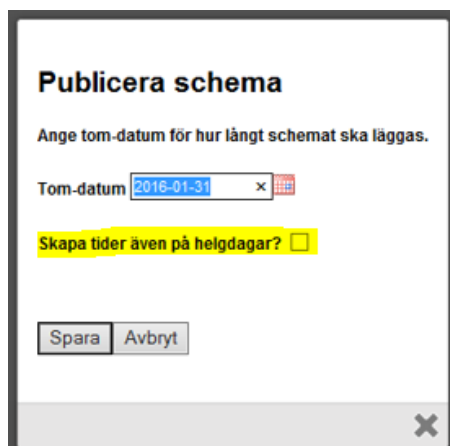 Publicera schema
Ange tom-datum för hur långt schemat ska läggas.
Tom-datum 2016-01-31 ×
Skapa tider även på helgdagar?
Spara Avbryt